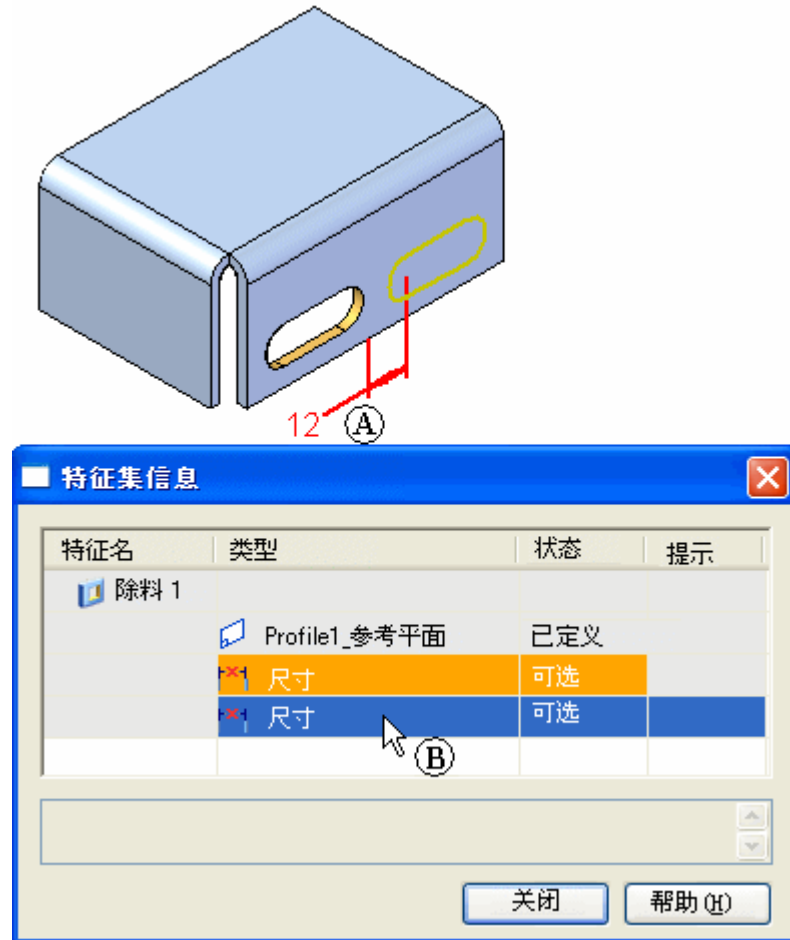 12 A
特征集信息
特征名 类型 状态 提示
除料 1
Profile1_参考平面 已定义
尺寸 可选
尺寸 可选
B
关闭 帮助(H)